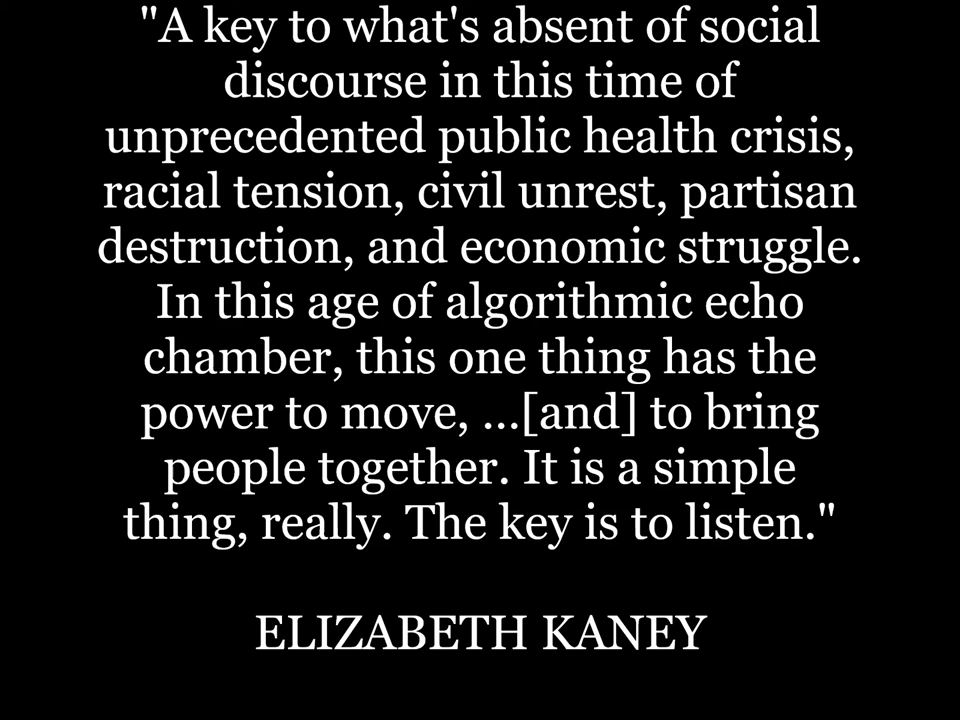 "A key to what's absent of social
discourse in this time of
unprecedented public health crisis,
racial tension, civil unrest, partisan
destruction, and economic struggle.
In this age of algorithmic echo
chamber, this one thing has the
power to move, ...[and] to bring
people together. It is a simple
thing, really. The key is to listen."
ELIZABETH KANEY